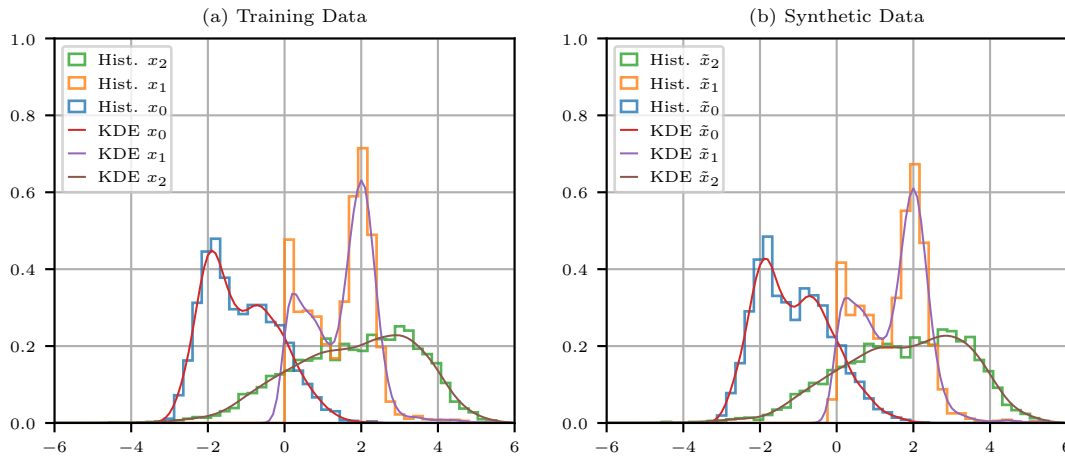 (a) Training Data
1.0
0.8
0.6
0.4
0.2
0.0
−6 −4 −2 0 2 4 6
Hist. x₂
Hist. x₁
Hist. x₀
KDE x₀
KDE x₁
KDE x₂
(b) Synthetic Data
1.0
0.8
0.6
0.4
0.2
0.0
−6 −4 −2 0 2 4 6
Hist. x̃₂
Hist. x̃₁
Hist. x̃₀
KDE x̃₀
KDE x̃₁
KDE x̃₂